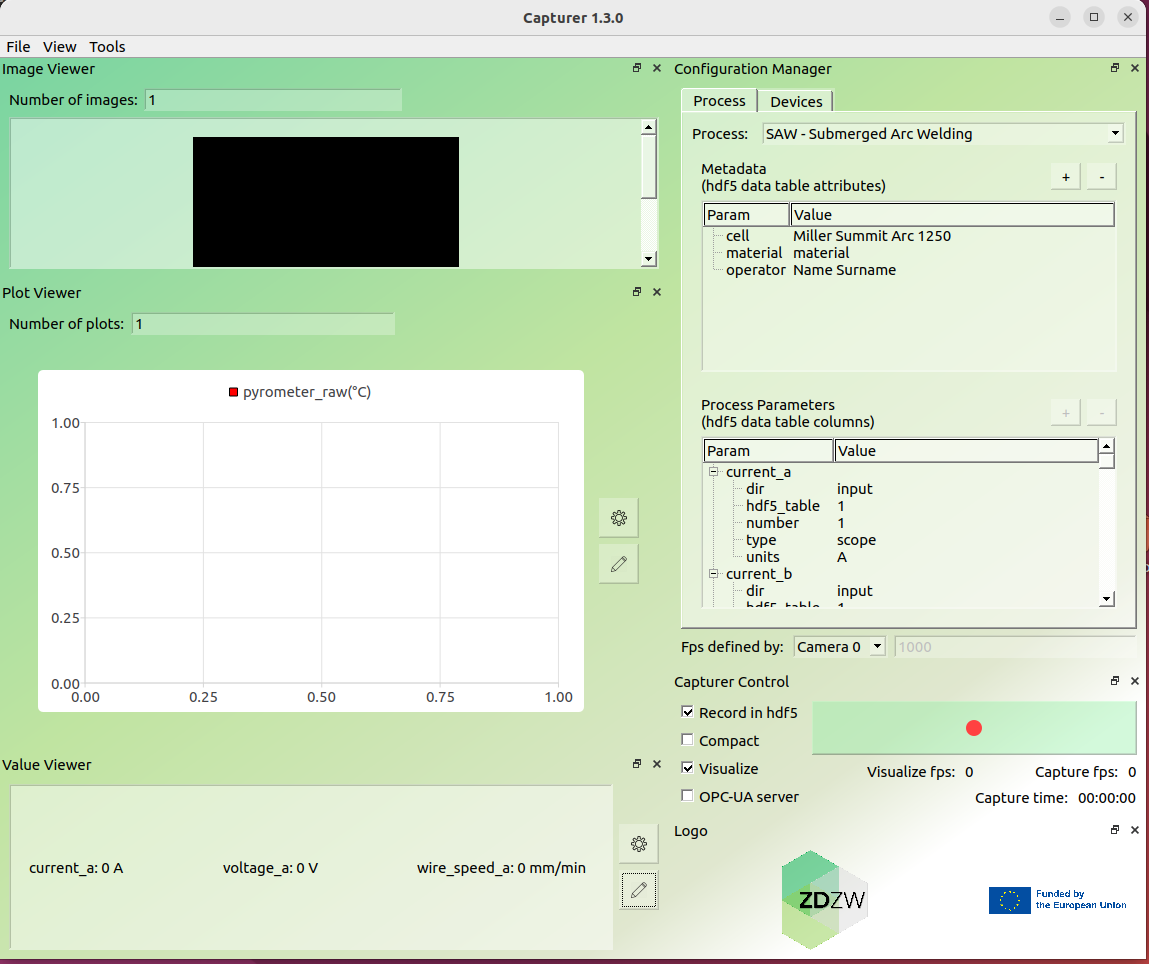 Capturer 1.3.0
File View Tools
Image Viewer
Number of images: 1
Plot Viewer
Number of plots: 1
pyrometer_raw(°C)
1.00
0.75
0.50
0.25
0.00
0.00 0.25 0.50 0.75 1.00
Value Viewer
current_a: 0 A voltage_a: 0 V wire_speed_a: 0 mm/min
Configuration Manager
Process Devices
Process: SAW - Submerged Arc Welding
Metadata
(hdf5 data table attributes)
+ -
Param Value
cell Miller Summit Arc 1250
material material
operator Name Surname
Process Parameters
(hdf5 data table columns)
+ -
Param Value
current_a
dir input
hdf5_table 1
number 1
type scope
units A
current_b
dir input
hdf5_table 1
Fps defined by: Camera 0 1000
Capturer Control
Record in hdf5
Compact
Visualize
OPC-UA server
Visualize fps: 0 Capture fps: 0
Capture time: 00:00:00
Logo
ZDZW
Funded by
the European Union